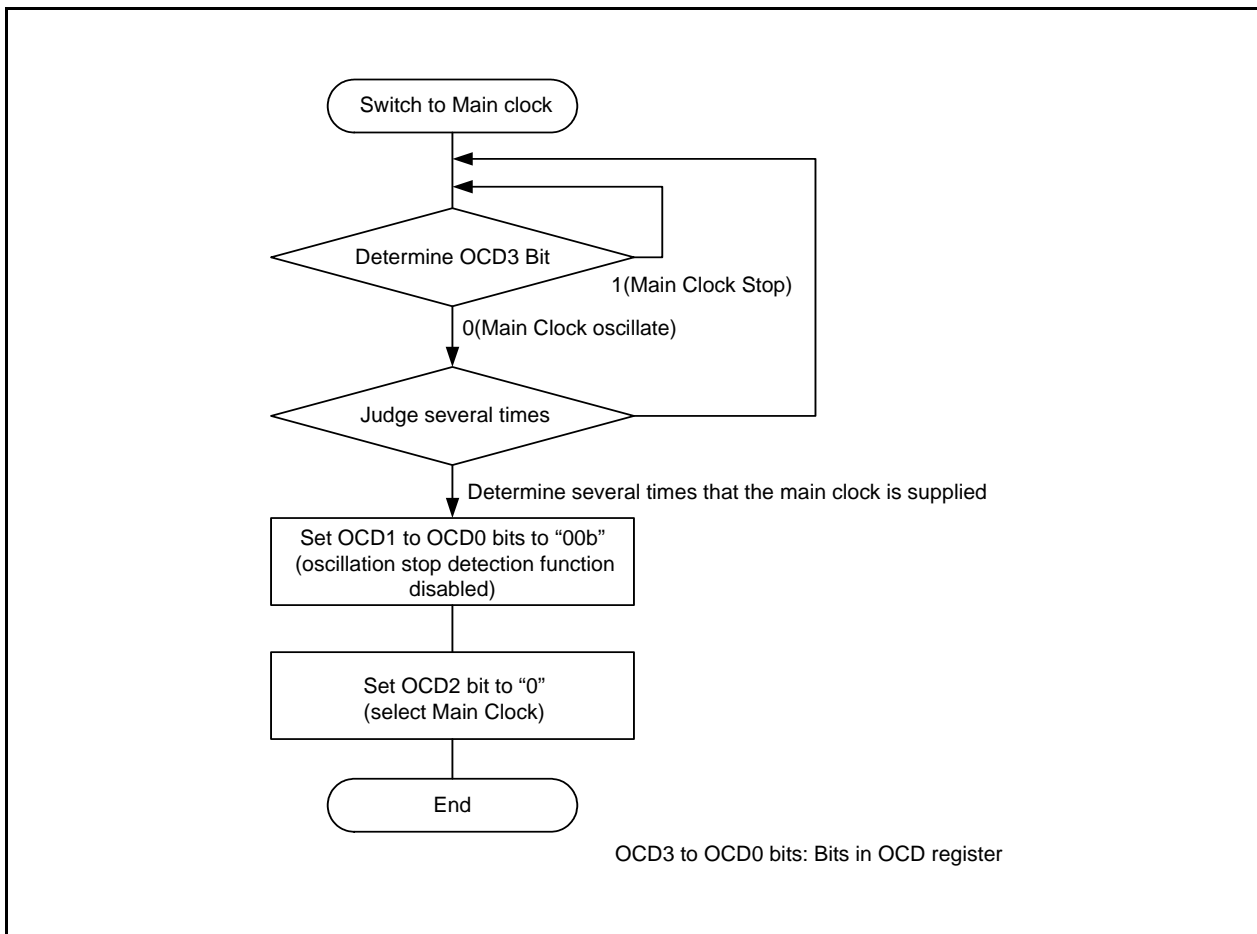 Switch to Main clock
Determine OCD3 Bit
1(Main Clock Stop)
0(Main Clock oscillate)
Judge several times
Determine several times that the main clock is supplied
Set OCD1 to OCD0 bits to “00b”
(oscillation stop detection function
disabled)
Set OCD2 bit to “0”
(select Main Clock)
End
OCD3 to OCD0 bits: Bits in OCD register